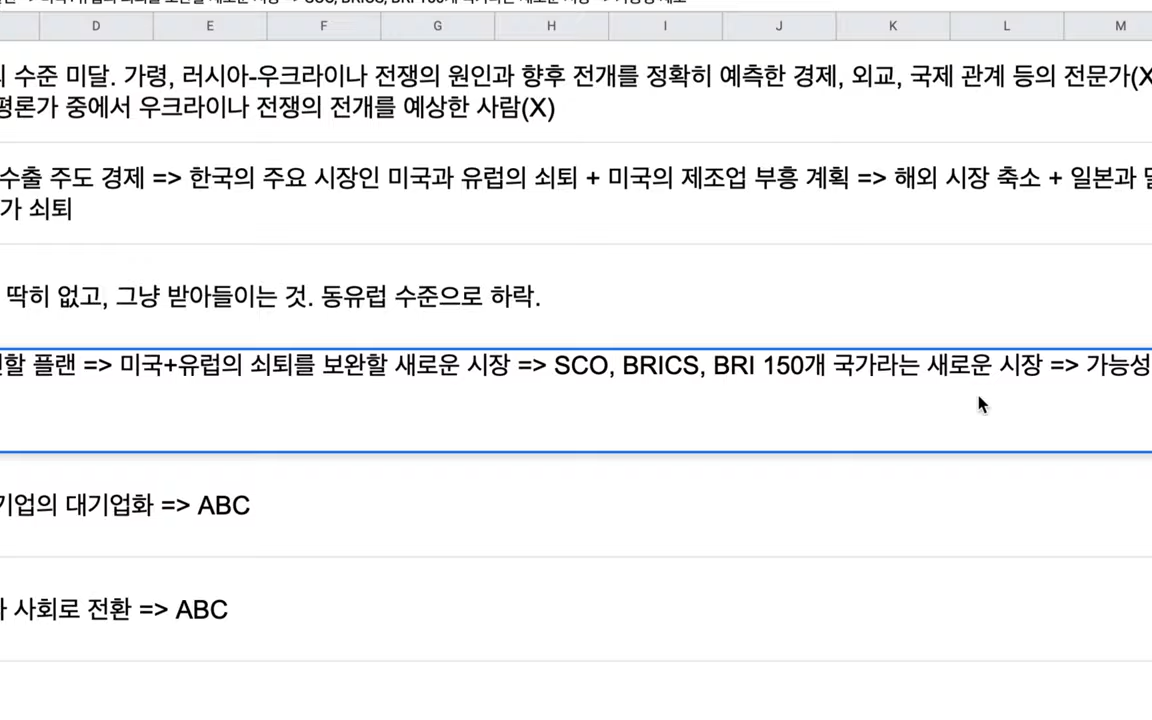 D E F G H I J K L M
수준 미달. 가령, 러시아-우크라이나 전쟁의 원인과 향후 전개를 정확히 예측한 경제, 외교, 국제 관계 등의 전문가(X
평론가 중에서 우크라이나 전쟁의 전개를 예상한 사람(X)
수출 주도 경제 => 한국의 주요 시장인 미국과 유럽의 쇠퇴 + 미국의 제조업 부흥 계획 => 해외 시장 축소 + 일본과
가 쇠퇴
딱히 없고, 그냥 받아들이는 것. 동유럽 수준으로 하락.
할 플랜 => 미국+유럽의 쇠퇴를 보완할 새로운 시장 => SCO, BRICS, BRI 150개 국가라는 새로운 시장 => 가능성
기업의 대기업화 => ABC
사회로 전환 => ABC